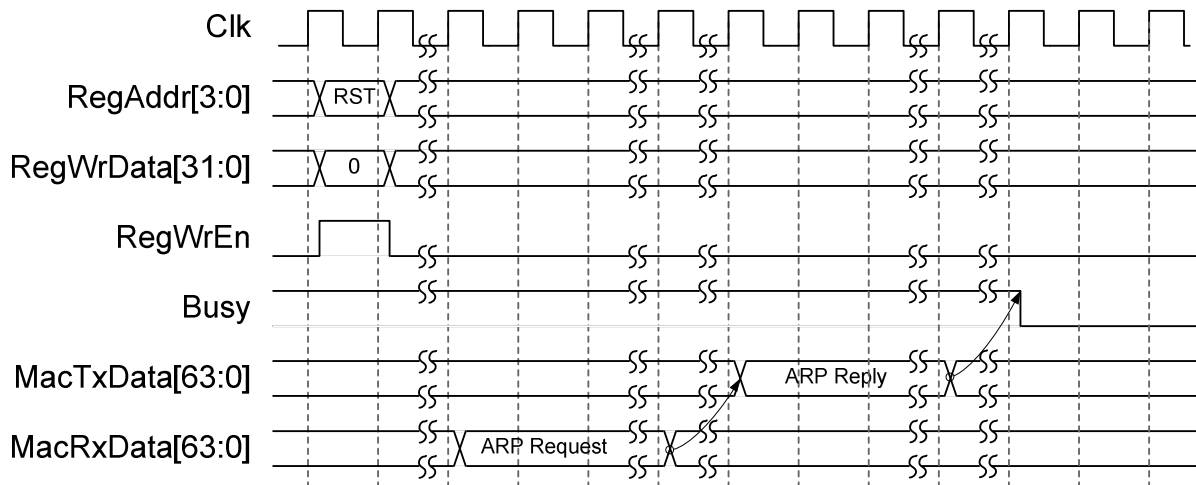 Clk
RegAddr[3:0]
RST
RegWrData[31:0]
0
RegWrEn
Busy
MacTxData[63:0]
ARP Reply
MacRxData[63:0]
ARP Request